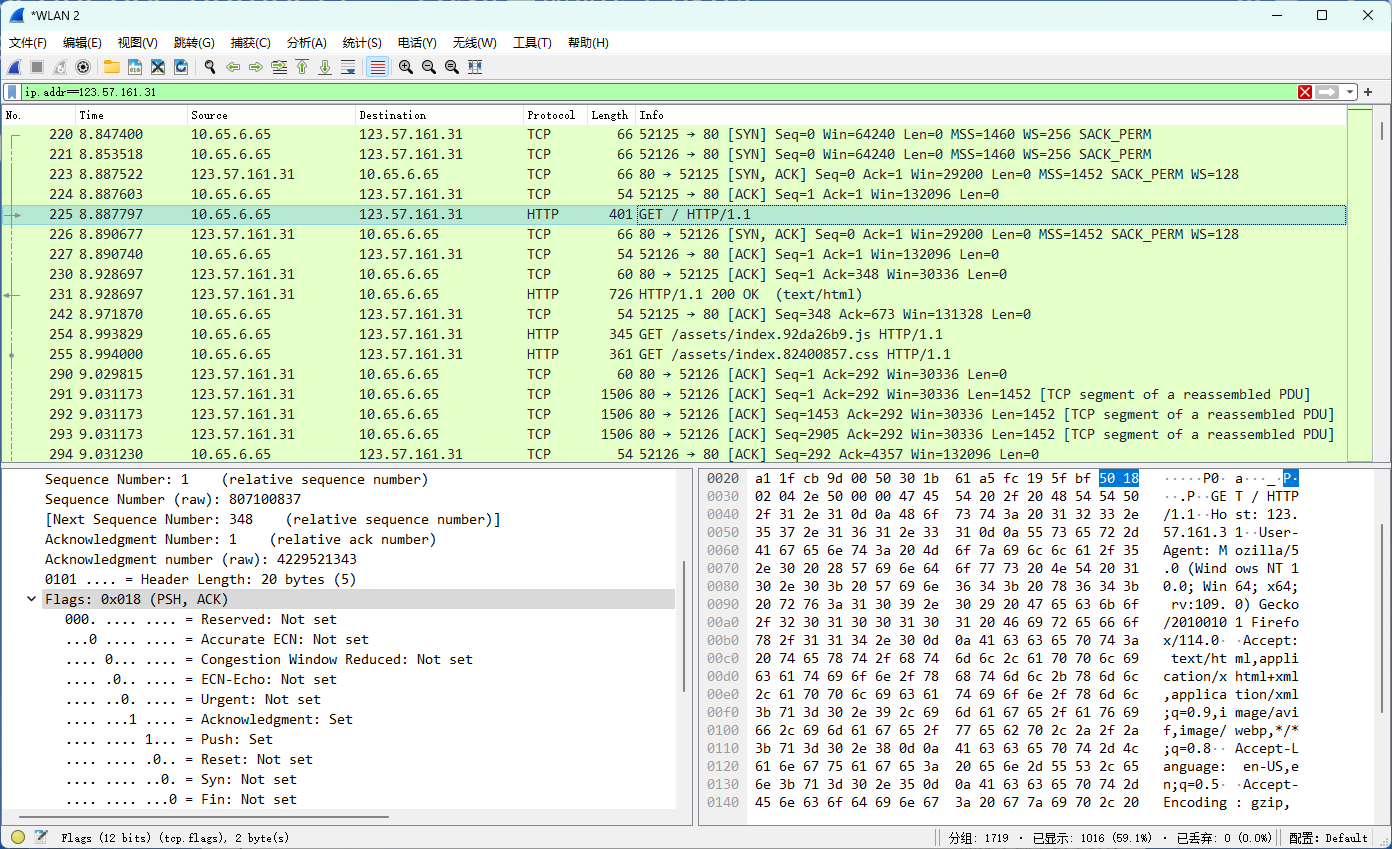 *WLAN 2
文件(F) 编辑(E) 视图(V) 跳转(G) 捕获(C) 分析(A) 统计(S) 电话(Y) 无线(W) 工具(T) 帮助(H)
ip.addr==123.57.161.31
No. Time Source Destination Protocol Length Info
220 8.847400 10.65.6.65 123.57.161.31 TCP 66 52125 → 80 [SYN] Seq=0 Win=64240 Len=0 MSS=1460 WS=256 SACK_PERM
221 8.853518 10.65.6.65 123.57.161.31 TCP 66 52126 → 80 [SYN] Seq=0 Win=64240 Len=0 MSS=1460 WS=256 SACK_PERM
223 8.887522 123.57.161.31 10.65.6.65 TCP 66 80 → 52125 [SYN, ACK] Seq=0 Ack=1 Win=29200 Len=0 MSS=1452 SACK_PERM WS=128
224 8.887603 10.65.6.65 123.57.161.31 TCP 54 52125 → 80 [ACK] Seq=1 Ack=1 Win=132096 Len=0
225 8.887797 10.65.6.65 123.57.161.31 HTTP 401 GET / HTTP/1.1
226 8.890677 123.57.161.31 10.65.6.65 TCP 66 80 → 52126 [SYN, ACK] Seq=0 Ack=1 Win=29200 Len=0 MSS=1452 SACK_PERM WS=128
227 8.890740 10.65.6.65 123.57.161.31 TCP 54 52126 → 80 [ACK] Seq=1 Ack=1 Win=132096 Len=0
230 8.928697 123.57.161.31 10.65.6.65 TCP 60 80 → 52125 [ACK] Seq=1 Ack=348 Win=30336 Len=0
231 8.928697 123.57.161.31 10.65.6.65 HTTP 726 HTTP/1.1 200 OK (text/html)
242 8.971870 10.65.6.65 123.57.161.31 TCP 54 52125 → 80 [ACK] Seq=348 Ack=673 Win=131328 Len=0
254 8.993829 10.65.6.65 123.57.161.31 HTTP 345 GET /assets/index.92da26b9.js HTTP/1.1
255 8.994000 10.65.6.65 123.57.161.31 HTTP 361 GET /assets/index.82400857.css HTTP/1.1
290 9.029815 123.57.161.31 10.65.6.65 TCP 60 80 → 52126 [ACK] Seq=1 Ack=292 Win=30336 Len=0
291 9.031173 123.57.161.31 10.65.6.65 TCP 1506 80 → 52126 [ACK] Seq=1 Ack=292 Win=30336 Len=1452 [TCP segment of a reassembled PDU]
292 9.031173 123.57.161.31 10.65.6.65 TCP 1506 80 → 52126 [ACK] Seq=1453 Ack=292 Win=30336 Len=1452 [TCP segment of a reassembled PDU]
293 9.031173 123.57.161.31 10.65.6.65 TCP 1506 80 → 52126 [ACK] Seq=2905 Ack=292 Win=30336 Len=1452 [TCP segment of a reassembled PDU]
294 9.031230 10.65.6.65 123.57.161.31 TCP 54 52126 → 80 [ACK] Seq=292 Ack=4357 Win=132096 Len=0
Sequence Number: 1 (relative sequence number)
Sequence Number (raw): 807100837
[Next Sequence Number: 348 (relative sequence number)]
Acknowledgment Number: 1 (relative ack number)
Acknowledgment number (raw): 4229521343
0101 .... = Header Length: 20 bytes (5)
Flags: 0x018 (PSH, ACK)
000. .... .... = Reserved: Not set
...0 .... .... = Accurate ECN: Not set
.... 0... .... = Congestion Window Reduced: Not set
.... .0.. .... = ECN-Echo: Not set
.... ..0. .... = Urgent: Not set
.... ...1 .... = Acknowledgment: Set
.... .... 1... = Push: Set
.... .... .0.. = Reset: Not set
.... .... ..0. = Syn: Not set
.... .... ...0 = Fin: Not set
0020 a1 1f cb 9d 00 50 30 1b 61 a5 fc 19 5f bf 50 18 ·····P0· a···_·P·
0030 02 04 2e 50 00 00 47 45 54 20 2f 20 48 54 54 50 ···P··GE T / HTTP
0040 2f 31 2e 31 0d 0a 48 6f 73 74 3a 20 31 32 33 2e /1.1··Ho st: 123.
0050 35 37 2e 31 36 31 2e 33 31 0d 0a 55 73 65 72 2d 57.161.3 1··User-
0060 41 67 65 6e 74 3a 20 4d 6f 7a 69 6c 6c 61 2f 35 Agent: M ozilla/5
0070 2e 30 20 28 57 69 6e 64 6f 77 73 20 4e 54 20 31 .0 (Wind ows NT 1
0080 30 2e 30 3b 20 57 69 6e 36 34 3b 20 78 36 34 3b 0.0; Win 64; x64;
0090 20 72 76 3a 31 30 39 2e 30 29 20 47 65 63 6b 6f rv:109. 0) Gecko
00a0 2f 32 30 31 30 30 31 30 31 20 46 69 72 65 66 6f /2010010 1 Firefo
00b0 78 2f 31 31 34 2e 30 0d 0a 41 63 63 65 70 74 3a x/114.0· ·Accept:
00c0 20 74 65 78 74 2f 68 74 6d 6c 2c 61 70 70 6c 69 text/ht ml,appli
00d0 63 61 74 69 6f 6e 2f 78 68 74 6d 6c 2b 78 6d 6c cation/x html+xml
00e0 2c 61 70 70 6c 69 63 61 74 69 6f 6e 2f 78 6d 6c ,applica tion/xml
00f0 3b 71 3d 30 2e 39 2c 69 6d 61 67 65 2f 61 76 69 ;q=0.9,i mage/avi
0100 66 2c 69 6d 61 67 65 2f 77 65 62 70 2c 2a 2f 2a f,image/ webp,*/*
0110 3b 71 3d 30 2e 38 0d 0a 41 63 63 65 70 74 2d 4c ;q=0.8·· Accept-L
0120 61 6e 67 75 61 67 65 3a 20 65 6e 2d 55 53 2c 65 anguage: en-US,e
0130 6e 3b 71 3d 30 2e 35 0d 0a 41 63 63 65 70 74 2d n;q=0.5· ·Accept-
0140 45 6e 63 6f 64 69 6e 67 3a 20 67 7a 69 70 2c 20 Encoding : gzip,
Flags (12 bits) (tcp.flags), 2 byte(s) 分组: 1719 · 已显示: 1016 (59.1%) · 已丢弃: 0 (0.0%) 配置: Default